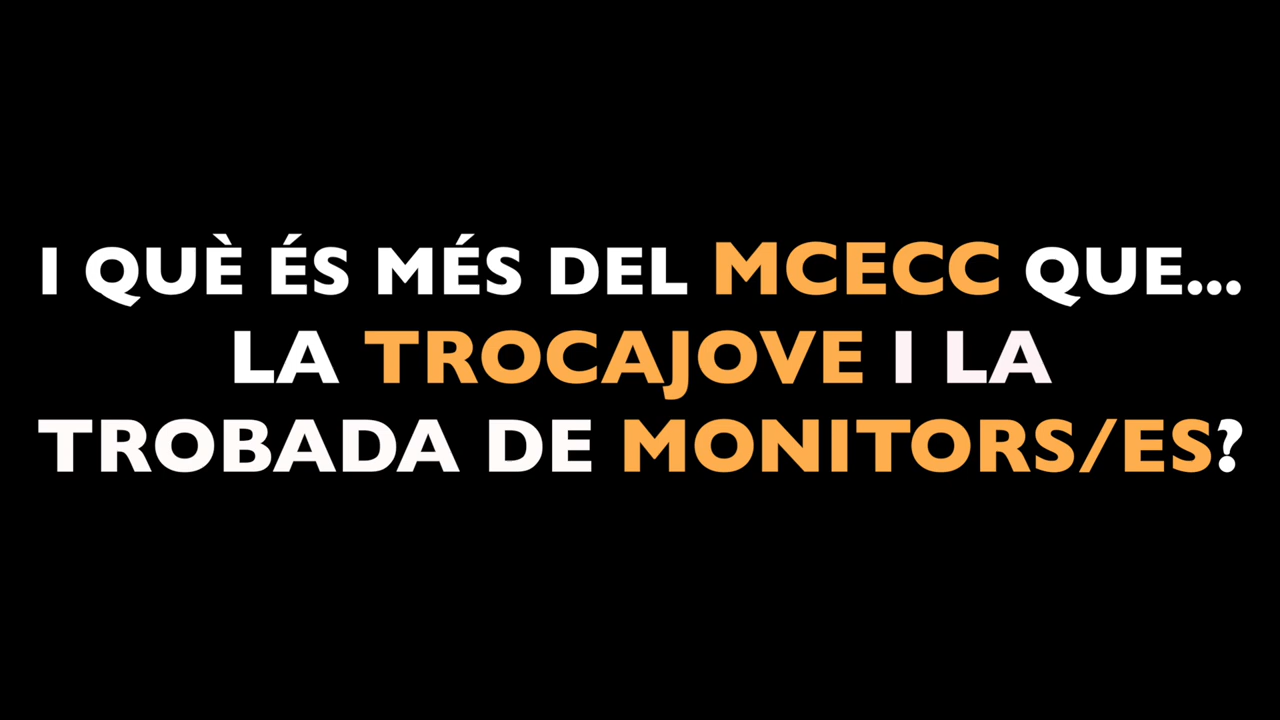 I QUÈ ÉS MÉS DEL MCECC QUE...
LA TROCAJOVE I LA
TROBADA DE MONITORS/ES?